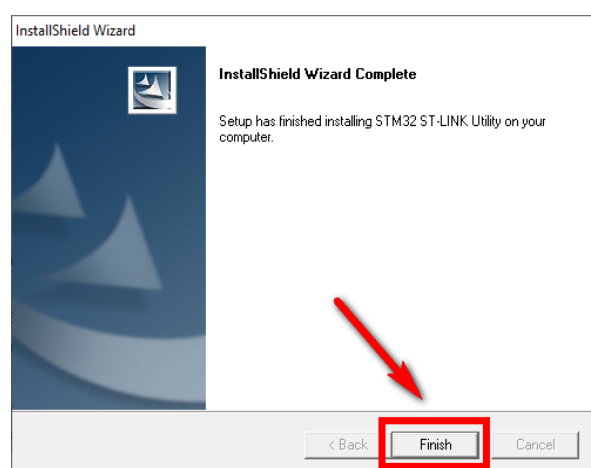 InstallShield Wizard
InstallShield Wizard Complete
Setup has finished installing STM32 ST-LINK Utility on your
computer.
< Back
Finish
Cancel